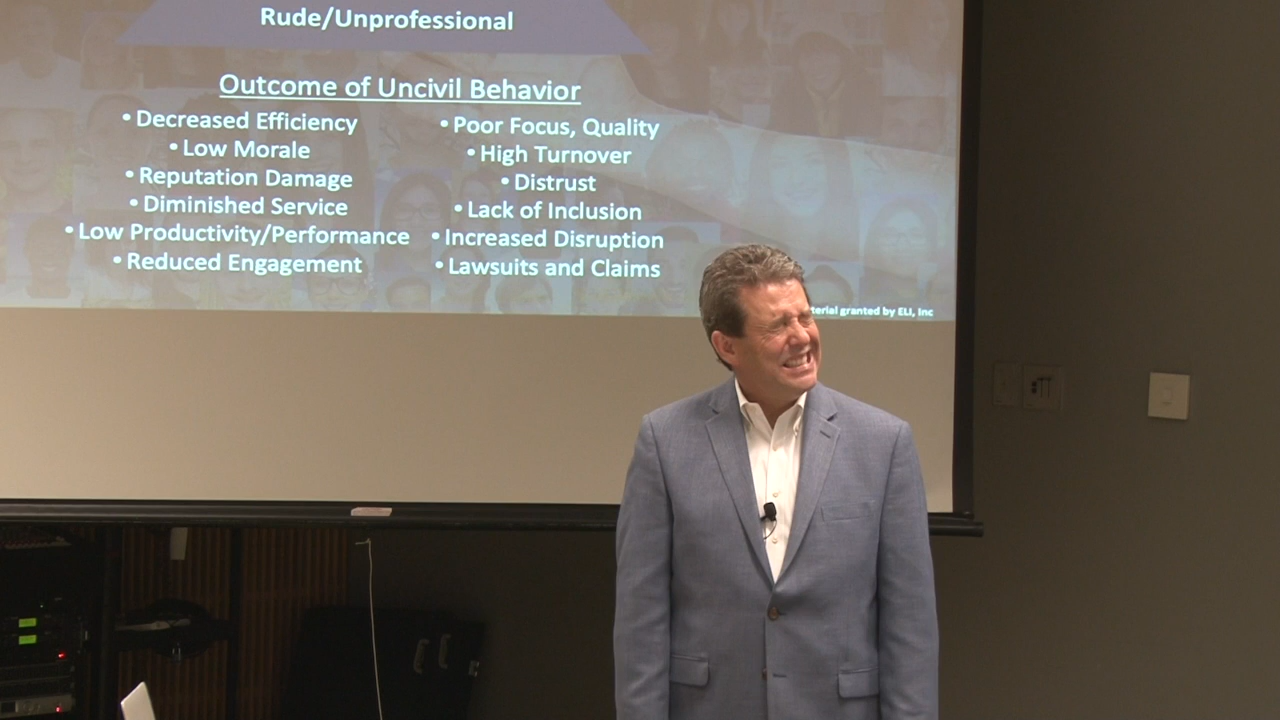 Rude/Unprofessional
Outcome of Uncivil Behavior
• Decreased Efficiency
• Low Morale
• Reputation Damage
• Diminished Service
• Low Productivity/Performance
• Reduced Engagement
• Poor Focus, Quality
• High Turnover
• Distrust
• Lack of Inclusion
• Increased Disruption
• Lawsuits and Claims
granted by ELI, Inc